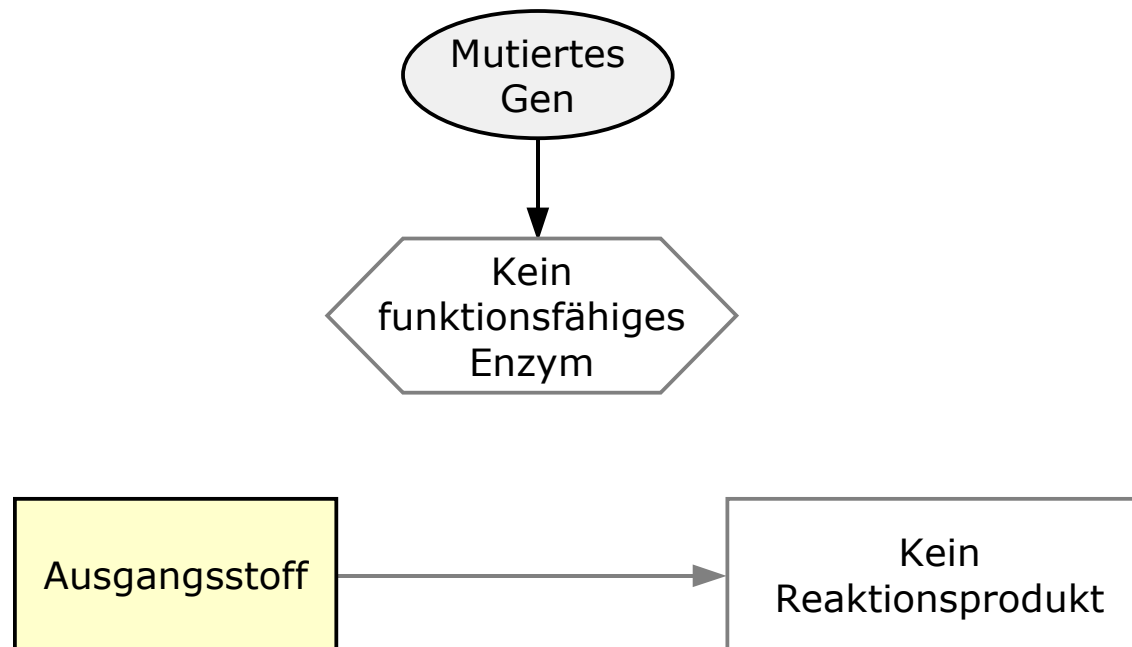 Mutiertes
Gen
Kein
funktionsfähiges
Enzym
Ausgangsstoff
Kein
Reaktionsprodukt